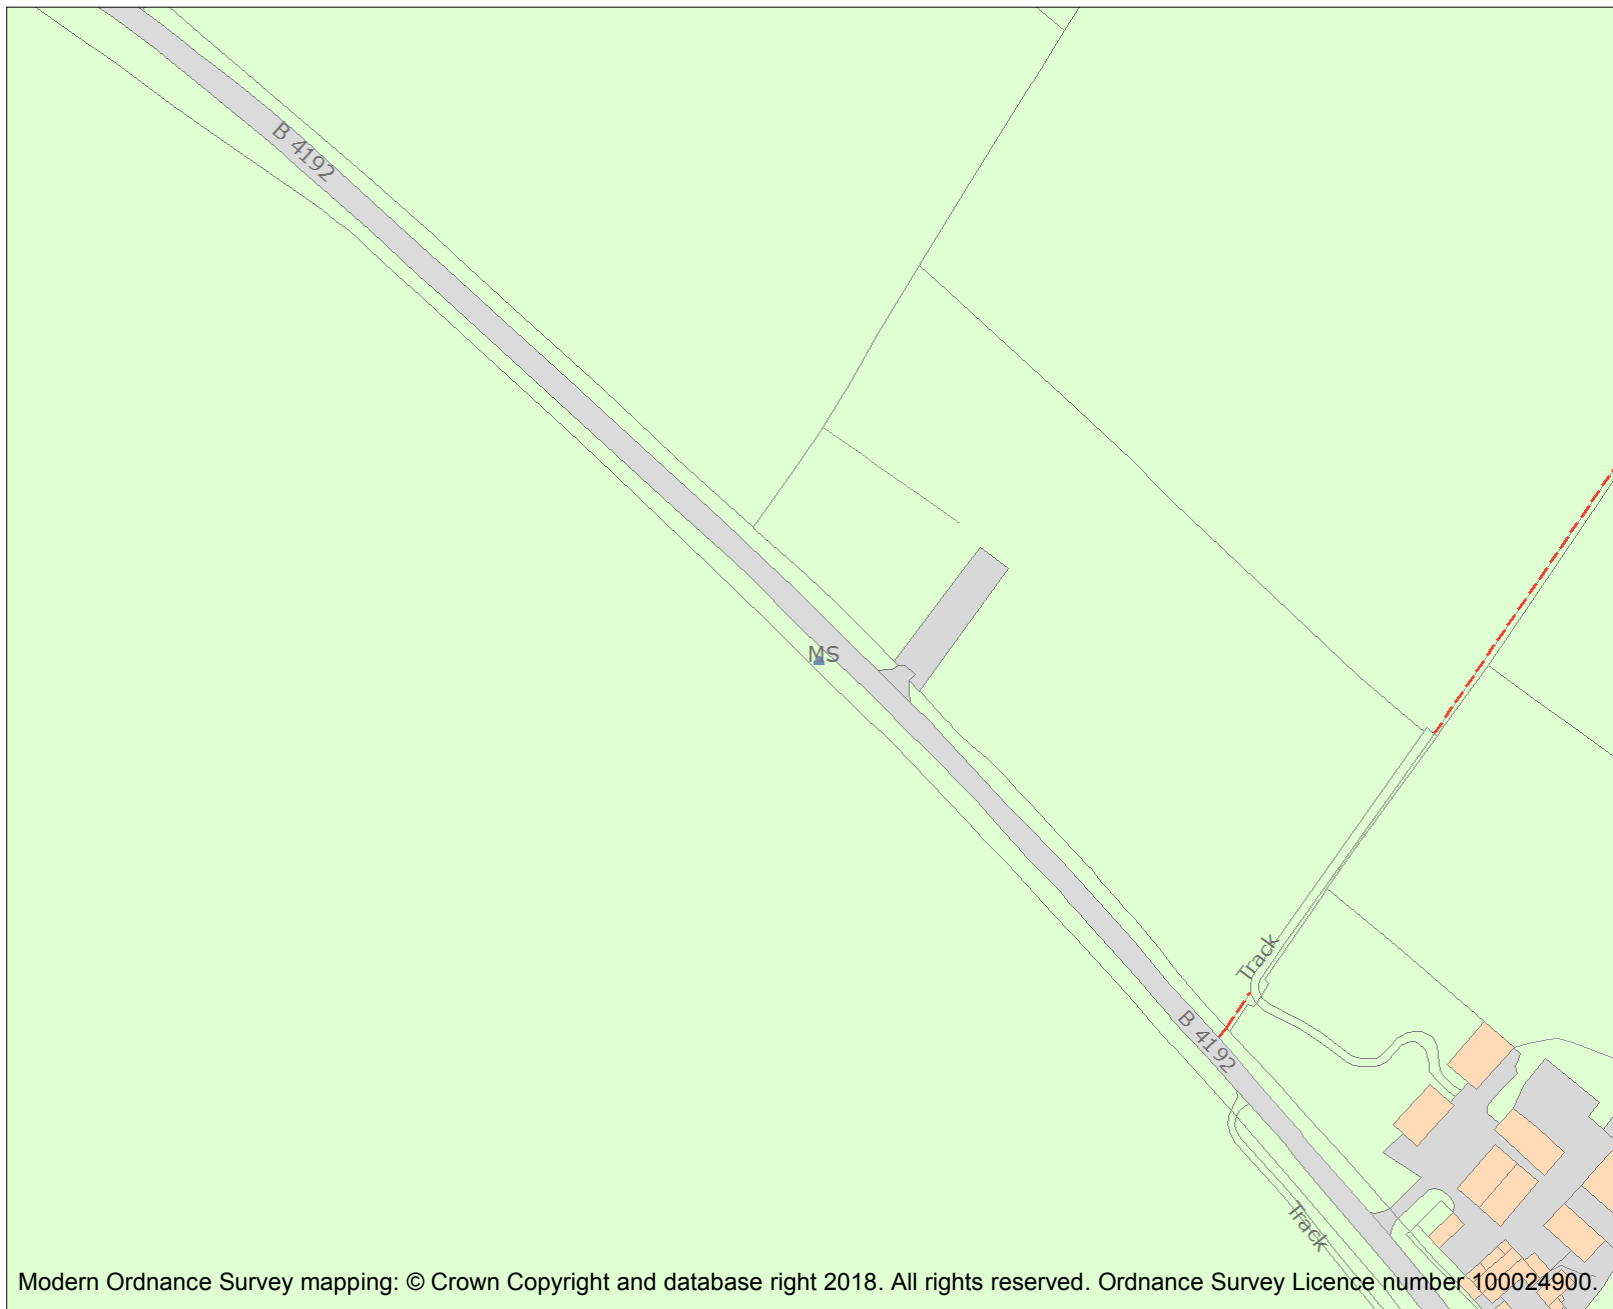 B 4192
MS
Track
B 4192
Track
Modern Ordnance Survey mapping: © Crown Copyright and database right 2018. All rights reserved. Ordnance Survey Licence number 100024900.